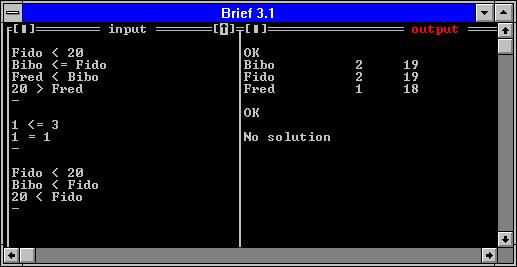 Brief 3.1
input
Fido < 20
Bibo <= Fido
Fred < Bibo
20 > Fred
-
1 <= 3
1 = 1
-
Fido < 20
Bibo < Fido
20 < Fido
-
output
OK
Bibo 2 19
Fido 2 19
Fred 1 18
OK
No solution